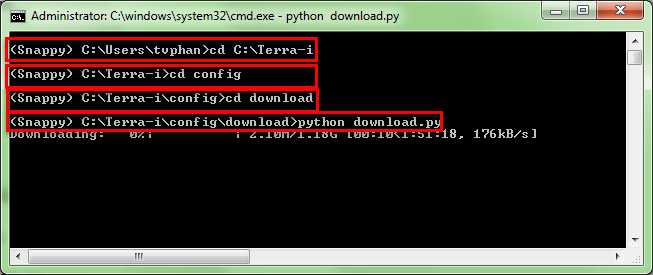 Administrator: C:\windows\system32\cmd.exe - python  download.py
(Snappy) C:\Users\tvphan>cd C:\Terra-i
(Snappy) C:\Terra-i>cd config
(Snappy) C:\Terra-i\config>cd download
(Snappy) C:\Terra-i\config\download>python download.py
Downloading:   0%|          | 2.10M/1.18G [00:10<1:51:18, 176kB/s]